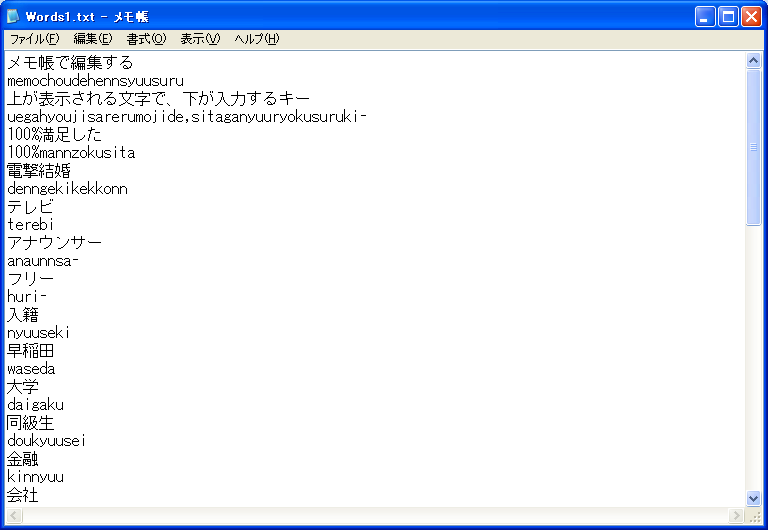 Words1.txt - メモ帳
ファイル(F) 編集(E) 書式(O) 表示(V) ヘルプ(H)
メモ帳で編集する
memochoudehennsyuusuru
上が表示される文字で、下が入力するキー
uegahyoujisarerumojide,sitaganyuuryokusuruki-
100%満足した
100%mannzokusita
電撃結婚
denngekikekkonn
テレビ
terebi
アナウンサー
anaunnsa-
フリー
huri-
入籍
nyuuseki
早稲田
waseda
大学
daigaku
同級生
doukyuusei
金融
kinnyuu
会社